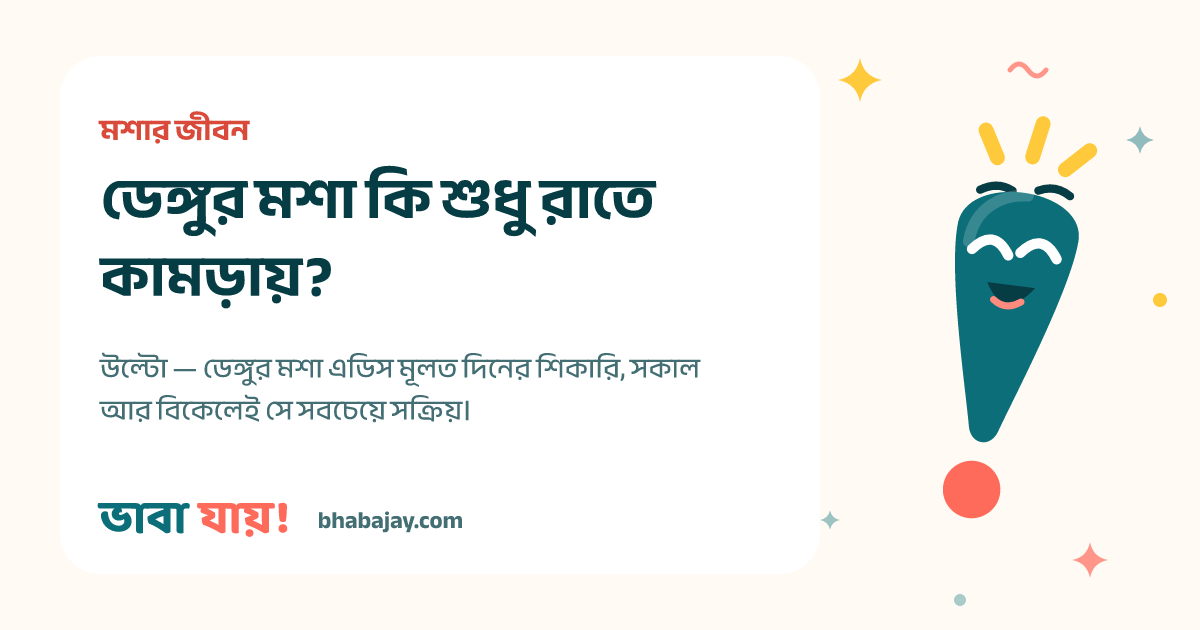 মশার জীবন
ডেঙ্গুর মশা কি শুধু রাতে
কামড়ায়?
উল্টো — ডেঙ্গুর মশা এডিস মূলত দিনের শিকারি, সকাল
আর বিকেলেই সে সবচেয়ে সক্রিয়।
ভাবা যায়! bhabajay.com